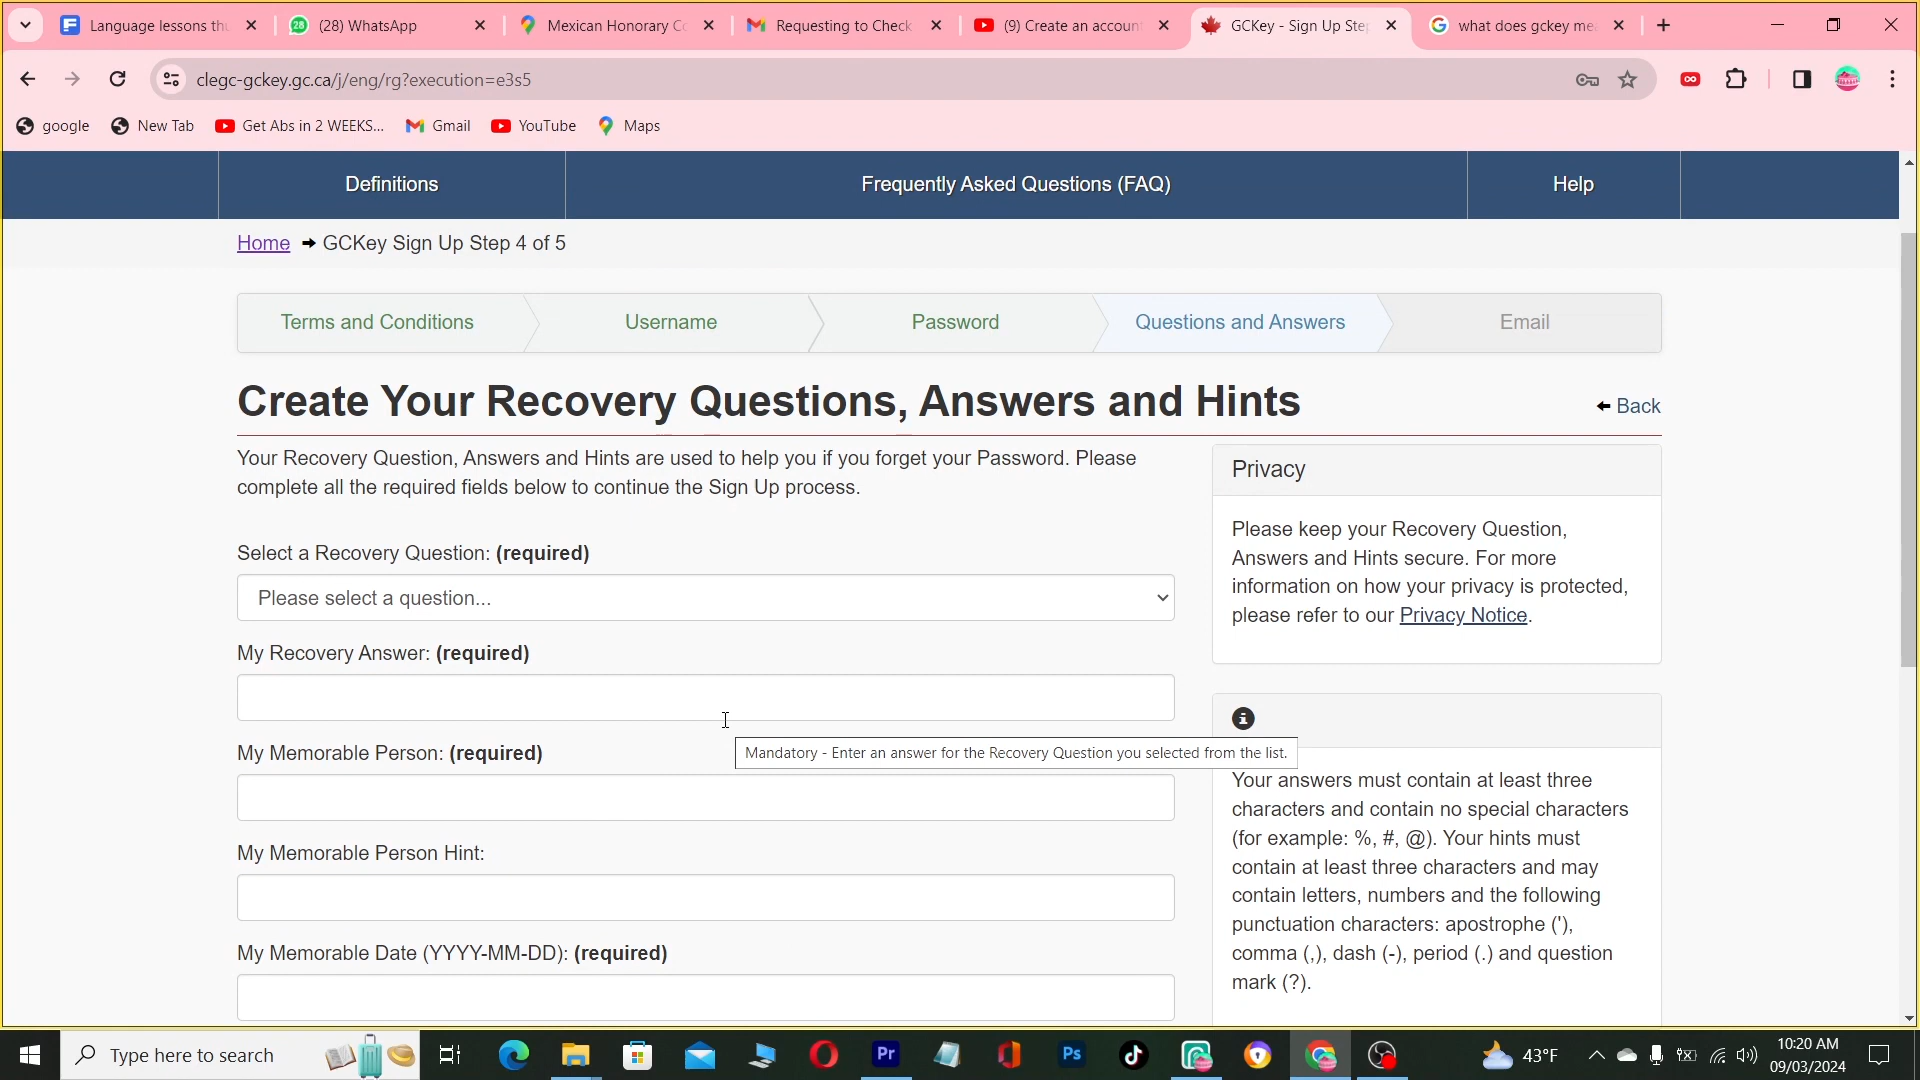 Language lessons th
(28) WhatsApp
Mexican Honorary Co
Requesting to Check
(9) Create an account
GCKey - Sign Up Step
what does gckey me
clegc-gckey.gc.ca/j/eng/rg?execution=e3s5
google
New Tab
Get Abs in 2 WEEKS...
Gmail
YouTube
Maps
Definitions
Frequently Asked Questions (FAQ)
Help
Home GCKey Sign Up Step 4 of 5
Terms and Conditions
Username
Password
Questions and Answers
Email
Create Your Recovery Questions, Answers and Hints
Back
Your Recovery Question, Answers and Hints are used to help you if you forget your Password. Please
complete all the required fields below to continue the Sign Up process.
Select a Recovery Question: (required)
Please select a question...
My Recovery Answer: (required)
My Memorable Person: (required)
Mandatory - Enter an answer for the Recovery Question you selected from the list.
My Memorable Person Hint:
My Memorable Date (YYYY-MM-DD): (required)
Privacy
Please keep your Recovery Question,
Answers and Hints secure. For more
information on how your privacy is protected,
please refer to our Privacy Notice.
Your answers must contain at least three
characters and contain no special characters
(for example: %, #, @). Your hints must
contain at least three characters and may
contain letters, numbers and the following
punctuation characters: apostrophe ('),
comma (,), dash (-), period (.) and question
mark (?).
Type here to search
Pr
Ps
43°F
10:20 AM
09/03/2024